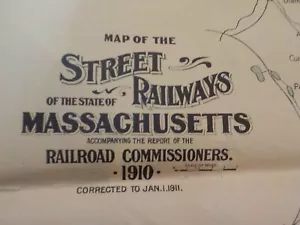 MAP OF THE
STREET
RAILWAYS
OF THE STATE OF
MASSACHUSETTS
ACCOMPANYING THE REPORT OF THE
RAILROAD COMMISSIONERS.
·1910·
CORRECTED TO JAN.1.1911.